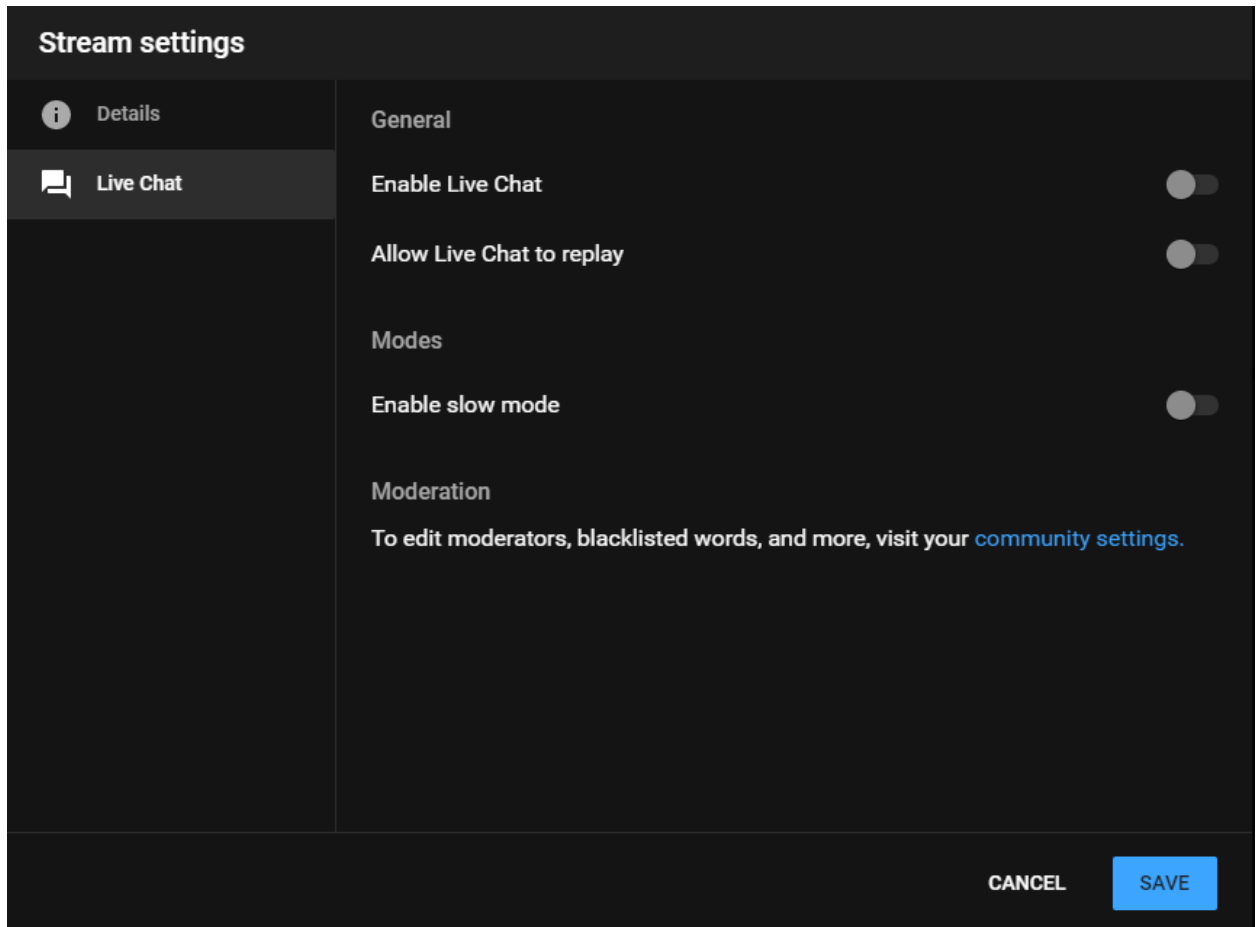 Stream settings
Details
Live Chat
General
Enable Live Chat
Allow Live Chat to replay
Modes
Enable slow mode
Moderation
To edit moderators, blacklisted words, and more, visit your community settings.
CANCEL
SAVE